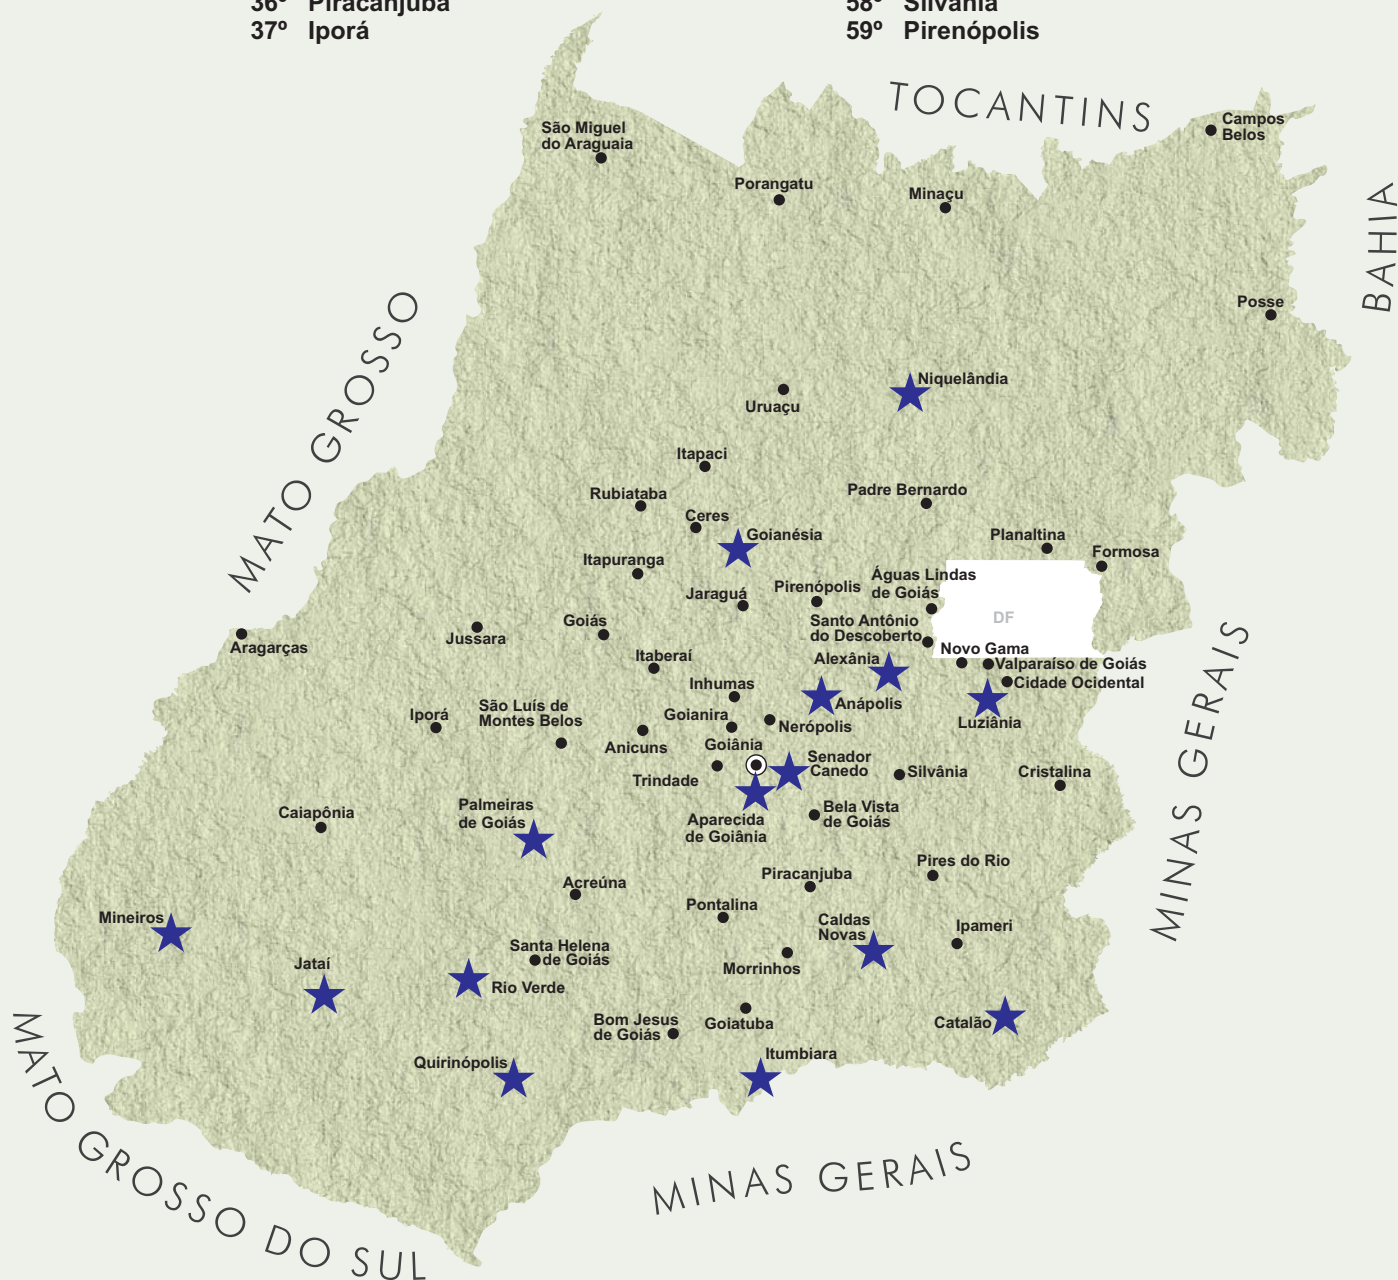 36º Piracanjuba
37º Iporá
58º Silvânia
59º Pirenópolis
TOCANTINS
Campos
Belos
São Miguel
do Araguaia
Porangatu
Minaçu
BAHIA
Posse
MATO GROSSO
Niquelândia
Uruaçu
Itapaci
Rubiataba
Padre Bernardo
Ceres
Goianésia
Planaltina
Formosa
Itapuranga
Águas Lindas
de Goiás
Pirenópolis
Jaraguá
DF
Goiás
Santo Antônio
do Descoberto
Jussara
Aragarças
Novo Gama
Itaberaí
Alexânia
Valparaíso de Goiás
Cidade Ocidental
Inhumas
Anápolis
São Luís de
Montes Belos
Iporá
Goianira
Nerópolis
Luziânia
Anicuns
Goiânia
Trindade
Senador
Canedo
Silvânia
Cristalina
MINAS GERAIS
Palmeiras
de Goiás
Caiapônia
Aparecida
de Goiânia
Bela Vista
de Goiás
Pires do Rio
Piracanjuba
Acreúna
Pontalina
Mineiros
Caldas
Novas
Ipameri
Santa Helena
de Goiás
Jataí
Morrinhos
Rio Verde
Bom Jesus
de Goiás
Goiatuba
Catalão
Itumbiara
Quirinópolis
MATO GROSSO DO SUL
MINAS GERAIS